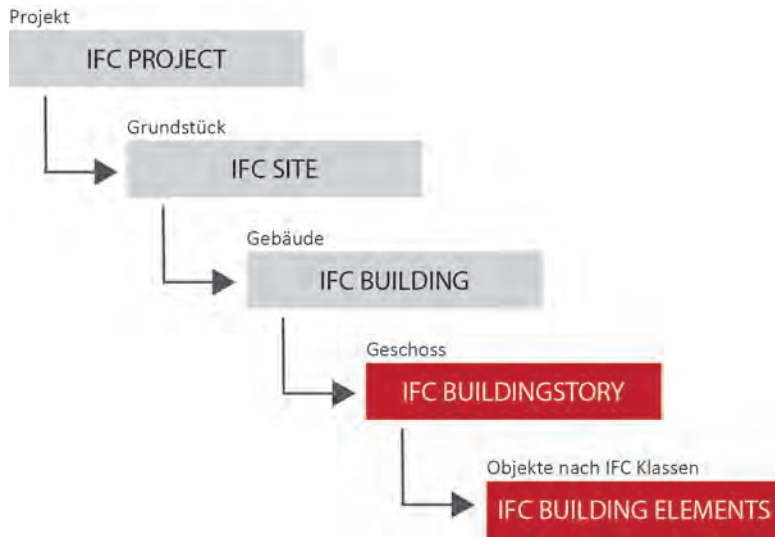 Projekt
IFC PROJECT
Grundstück
IFC SITE
Gebäude
IFC BUILDING
Geschoss
IFC BUILDINGSTORY
Objekte nach IFC Klassen
IFC BUILDING ELEMENTS